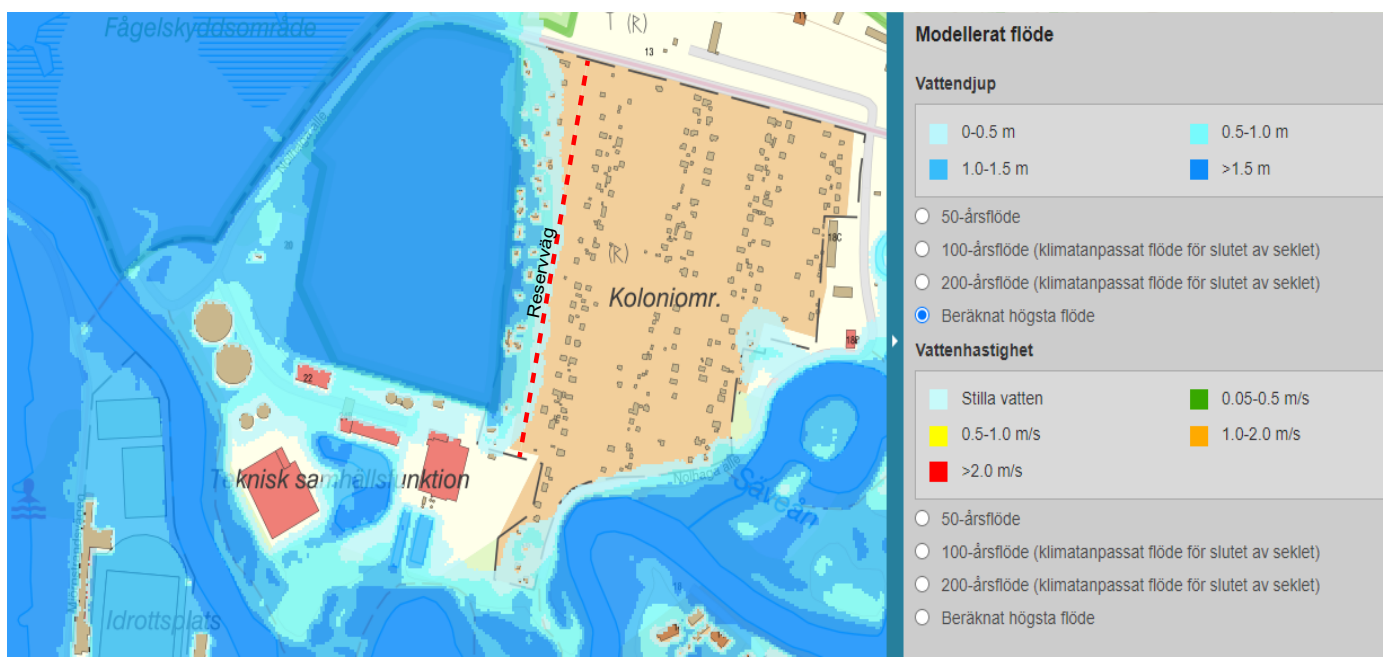 Fågelskyddsområde
T (R)
11
13
18C
(R)
Reservväg
Koloniomr.
18B
22
Teknisk samhällsfunktion
Säveån
Idrottsplats
Modellerat flöde
Vattendjup
0-0.5 m
0.5-1.0 m
1.0-1.5 m
>1.5 m
50-årsflöde
100-årsflöde (klimatanpassat flöde för slutet av seklet)
200-årsflöde (klimatanpassat flöde för slutet av seklet)
Beräknat högsta flöde
Vattenhastighet
Stilla vatten
0.05-0.5 m/s
0.5-1.0 m/s
1.0-2.0 m/s
>2.0 m/s
50-årsflöde
100-årsflöde (klimatanpassat flöde för slutet av seklet)
200-årsflöde (klimatanpassat flöde för slutet av seklet)
Beräknat högsta flöde